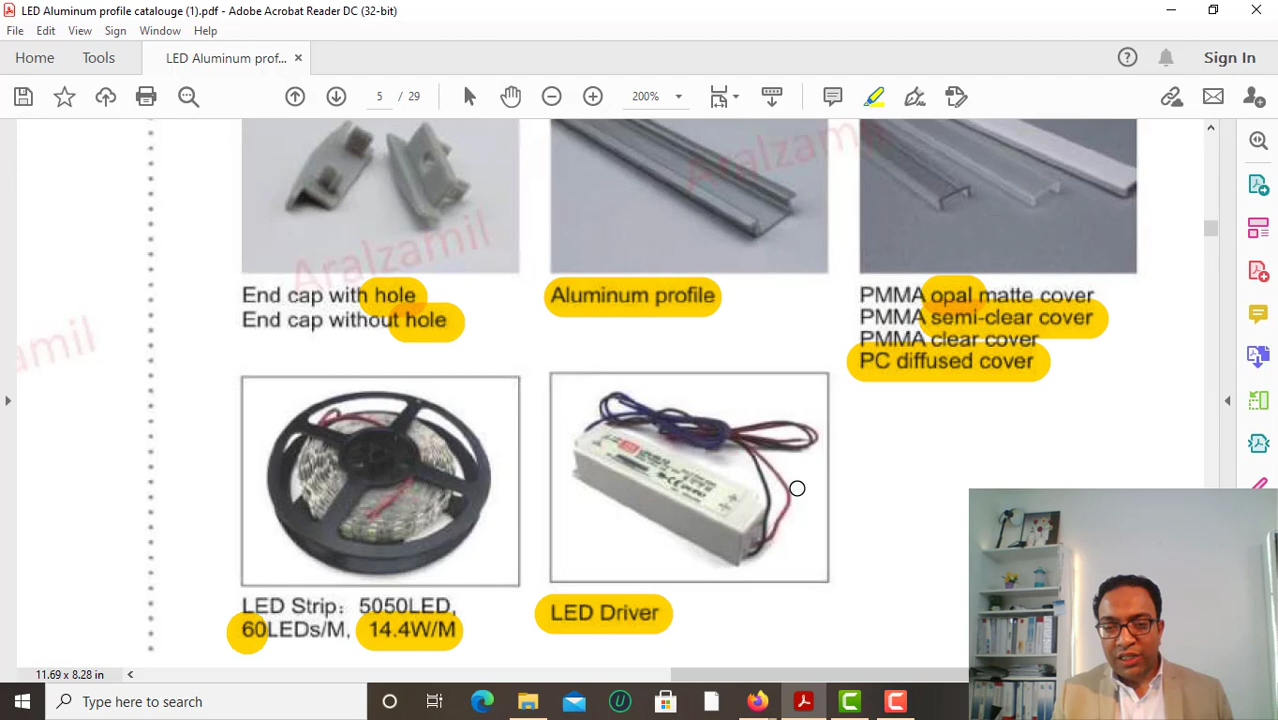 LED Aluminum profile catalouge (1).pdf - Adobe Acrobat Reader DC (32-bit)
File Edit View Sign Window Help
Home Tools LED Aluminum prof... × Sign In
5 / 29 200%
Aralzamil
Aralzamil
zamil
End cap with hole
End cap without hole
Aluminum profile
PMMA opal matte cover
PMMA semi-clear cover
PMMA clear cover
PC diffused cover
LED Strip: 5050LED,
60LEDs/M, 14.4W/M
LED Driver
11.69 x 8.28 in
Type here to search